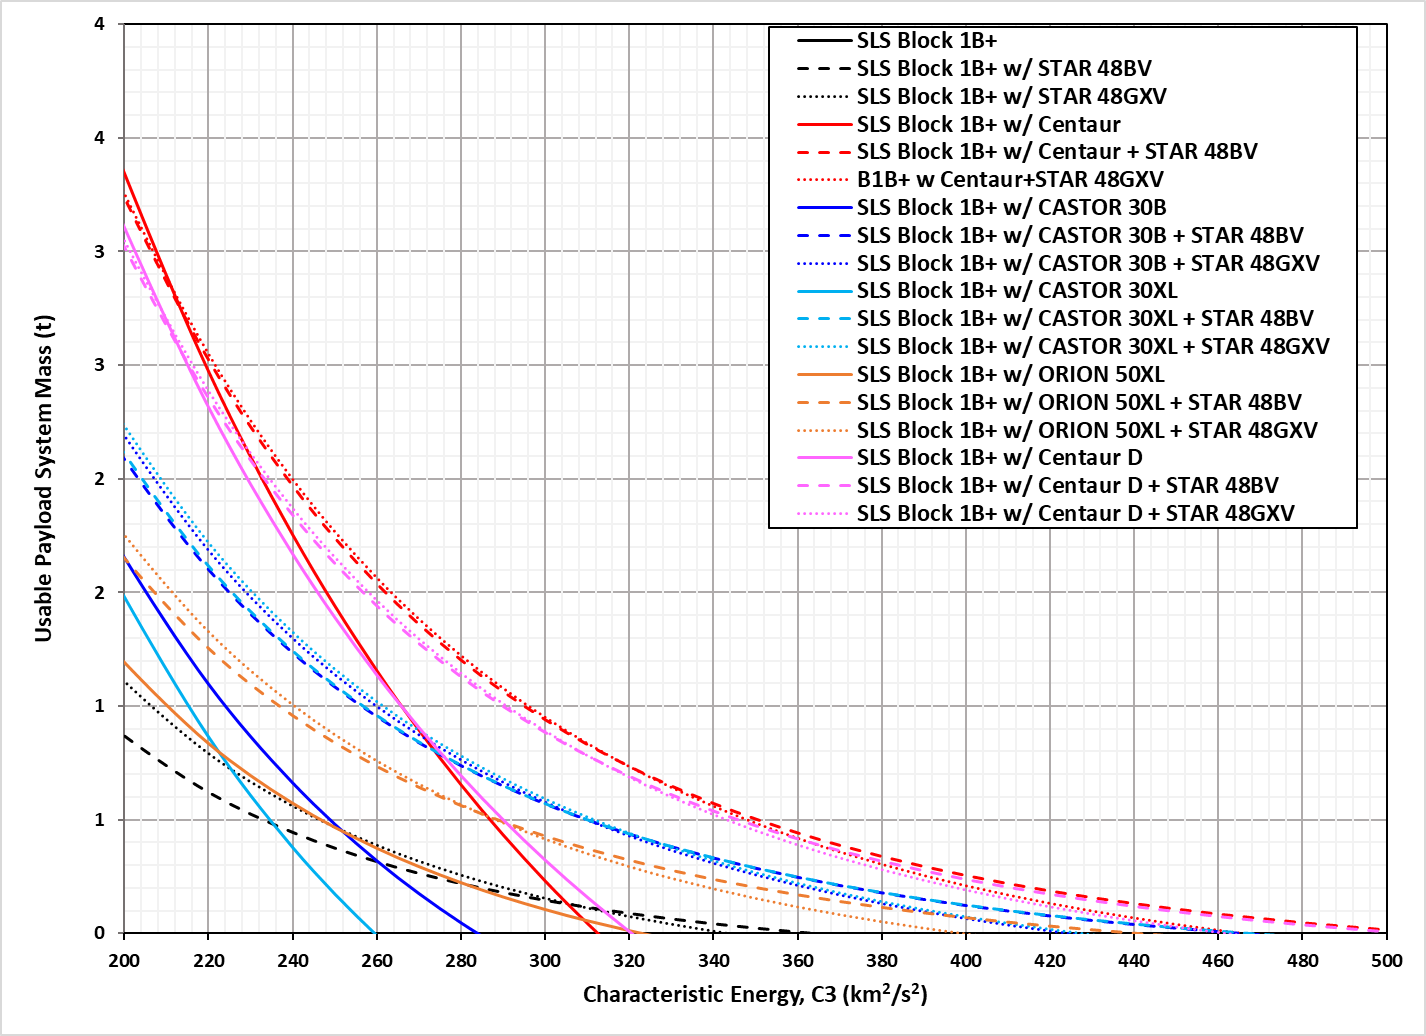 4
4
3
3
2
2
1
1
0
Usable Payload System Mass (t)
SLS Block 1B+
SLS Block 1B+ w/ STAR 48BV
SLS Block 1B+ w/ STAR 48GXV
SLS Block 1B+ w/ Centaur
SLS Block 1B+ w/ Centaur + STAR 48BV
B1B+ w Centaur+STAR 48GXV
SLS Block 1B+ w/ CASTOR 30B
SLS Block 1B+ w/ CASTOR 30B + STAR 48BV
SLS Block 1B+ w/ CASTOR 30B + STAR 48GXV
SLS Block 1B+ w/ CASTOR 30XL
SLS Block 1B+ w/ CASTOR 30XL + STAR 48BV
SLS Block 1B+ w/ CASTOR 30XL + STAR 48GXV
SLS Block 1B+ w/ ORION 50XL
SLS Block 1B+ w/ ORION 50XL + STAR 48BV
SLS Block 1B+ w/ ORION 50XL + STAR 48GXV
SLS Block 1B+ w/ Centaur D
SLS Block 1B+ w/ Centaur D + STAR 48BV
SLS Block 1B+ w/ Centaur D + STAR 48GXV
200 220 240 260 280 300 320 340 360 380 400 420 440 460 480 500
Characteristic Energy, C3 (km²/s²)